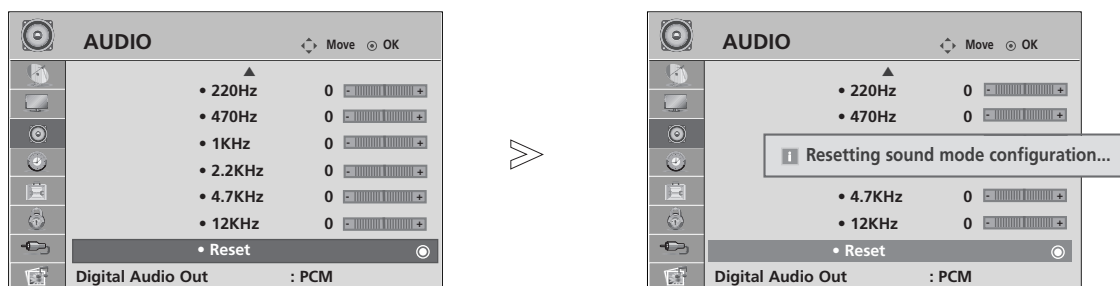 AUDIO Move OK
• 220Hz 0 - +
• 470Hz 0 - +
• 1KHz 0 - +
• 2.2KHz 0 - +
• 4.7KHz 0 - +
• 12KHz 0 - +
• Reset
Digital Audio Out : PCM
AUDIO Move OK
• 220Hz 0 - +
• 470Hz 0 - +
i Resetting sound mode configuration...
• 4.7KHz 0 - +
• 12KHz 0 - +
• Reset
Digital Audio Out : PCM